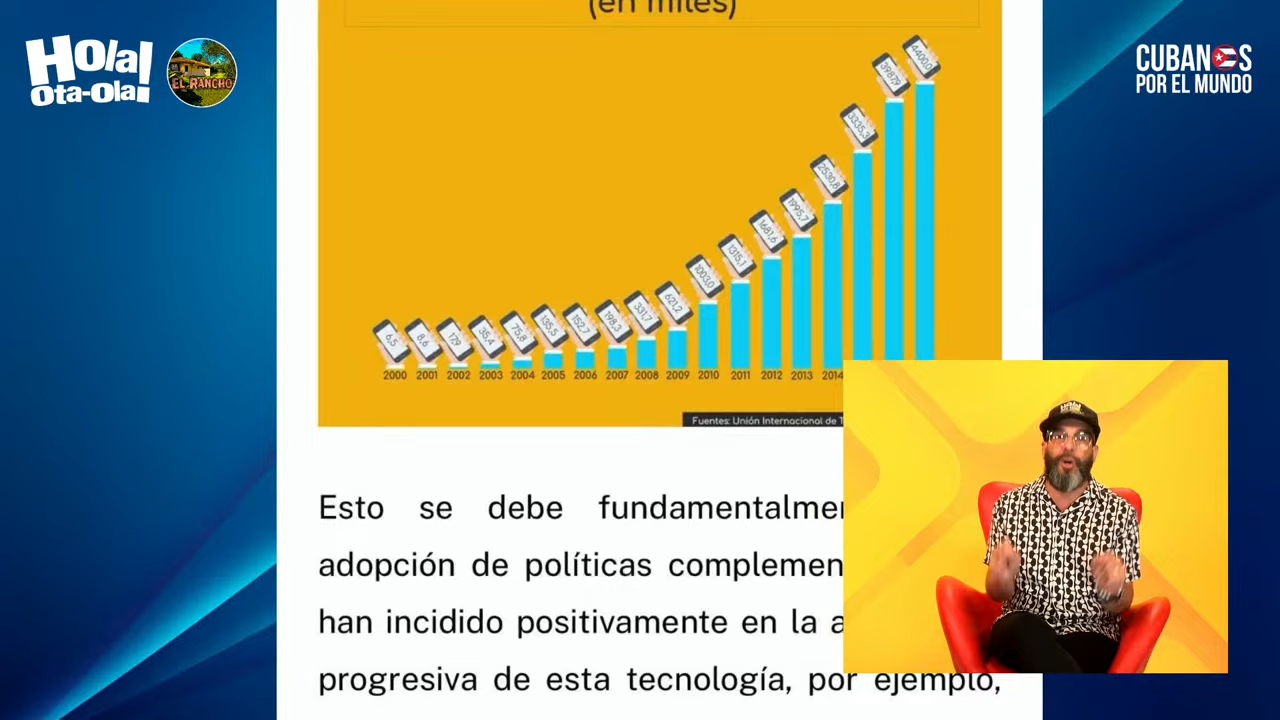 (en miles)
Hola!
Ota-Ola!
EL RANCHO
CUBANOS
POR EL MUNDO
6,5
8,6
17,9
35,4
75,8
135,5
152,7
198,3
331,7
621,2
1003,0
1315,1
1681,6
1995,7
2530,8
3335,3
3987,9
4400,0
2000 2001 2002 2003 2004 2005 2006 2007 2008 2009 2010 2011 2012 2013 2014
Fuentes: Unión Internacional de T
Esto se debe fundamentalmen
adopción de políticas complemen
han incidido positivamente en la a
progresiva de esta tecnología, por ejemplo,